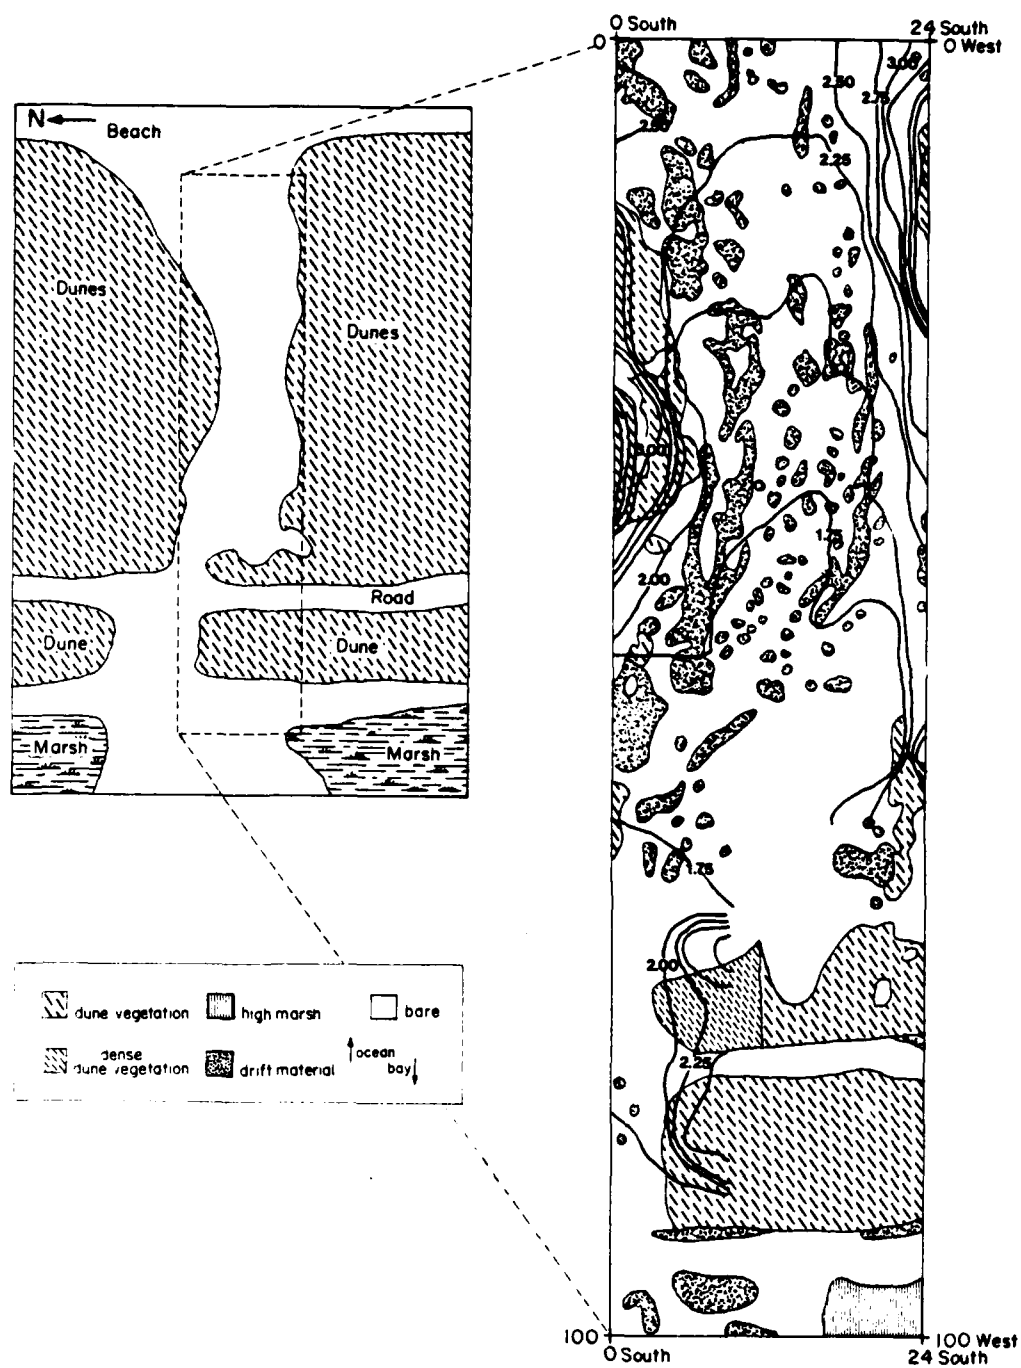 N
Beach
Dunes
Dunes
Road
Dune
Dune
Marsh
Marsh
dune vegetation
high marsh
bare
dense
dune vegetation
drift material
ocean
bay
0 South
24 South
0
0 West
3.00
2.50
2.75
2.25
3.00
1.75
2.00
1.75
2.00
2.25
100
100 West
0 South
24 South